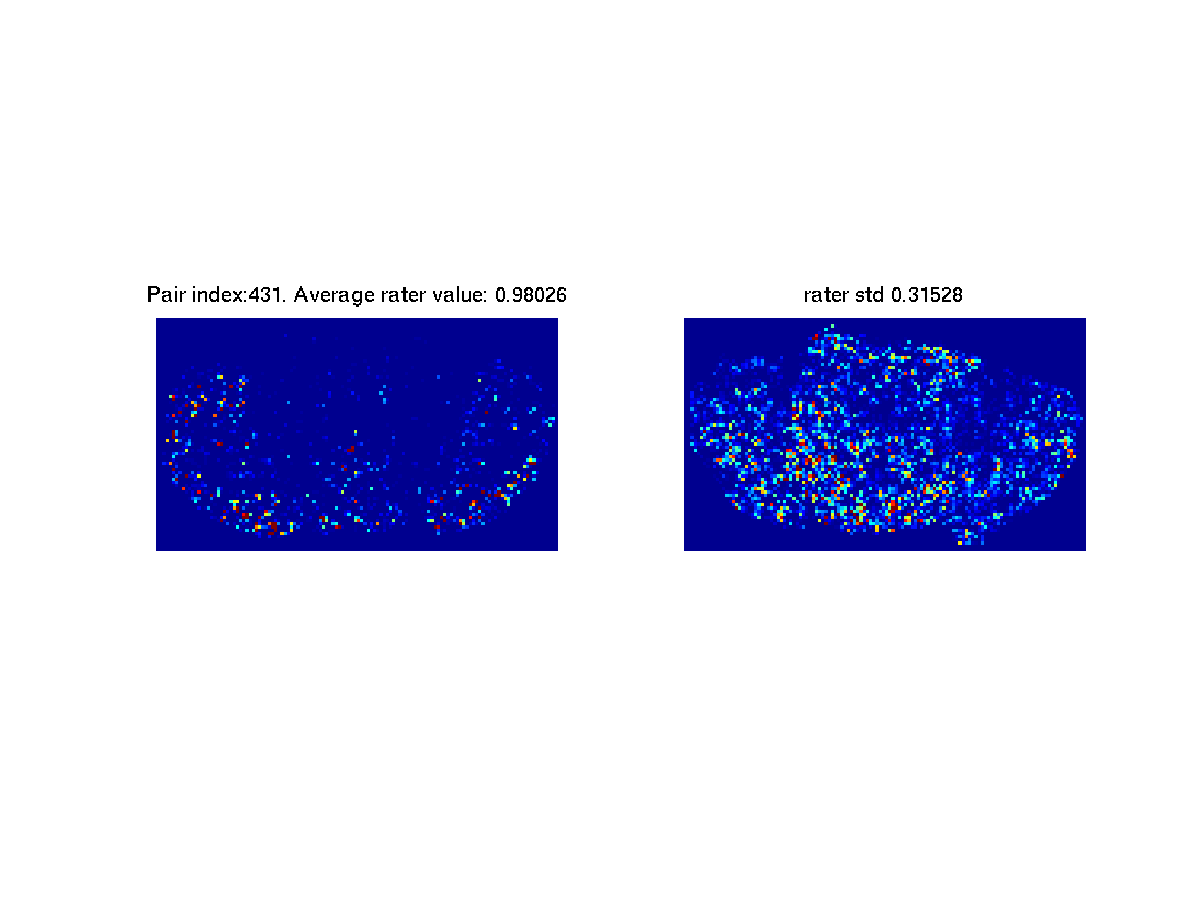 Pair index:431. Average rater value: 0.98026
rater std 0.31528